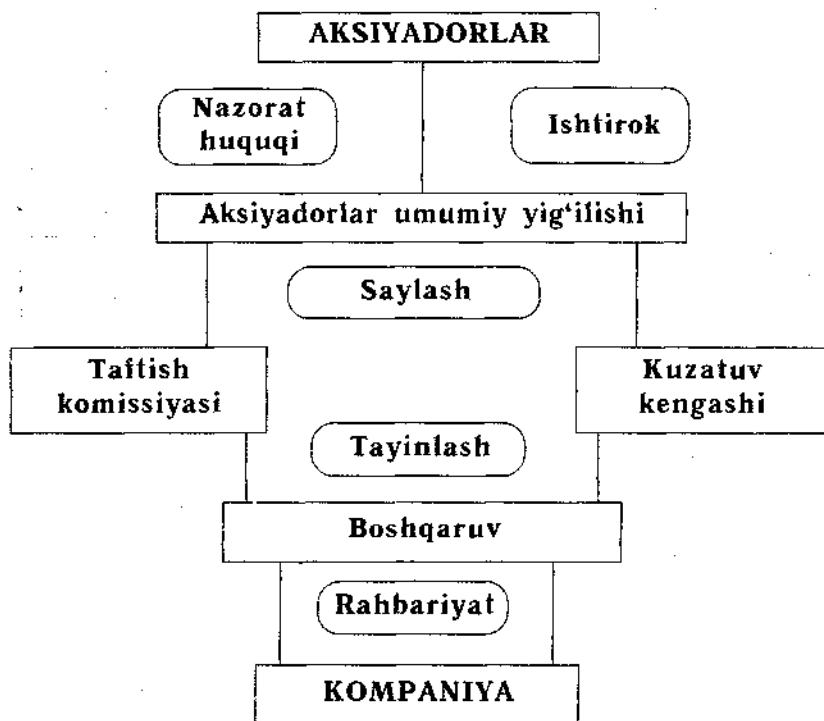 AKSIYADORLAR
Nazorat
huquqi
Ishtirok
Aksiyadorlar umumiy yig‘ilishi
Saylash
Taftish
komissiyasi
Kuzatuv
kengashi
Tayinlash
Boshqaruv
Rahbariyat
KOMPANIYA